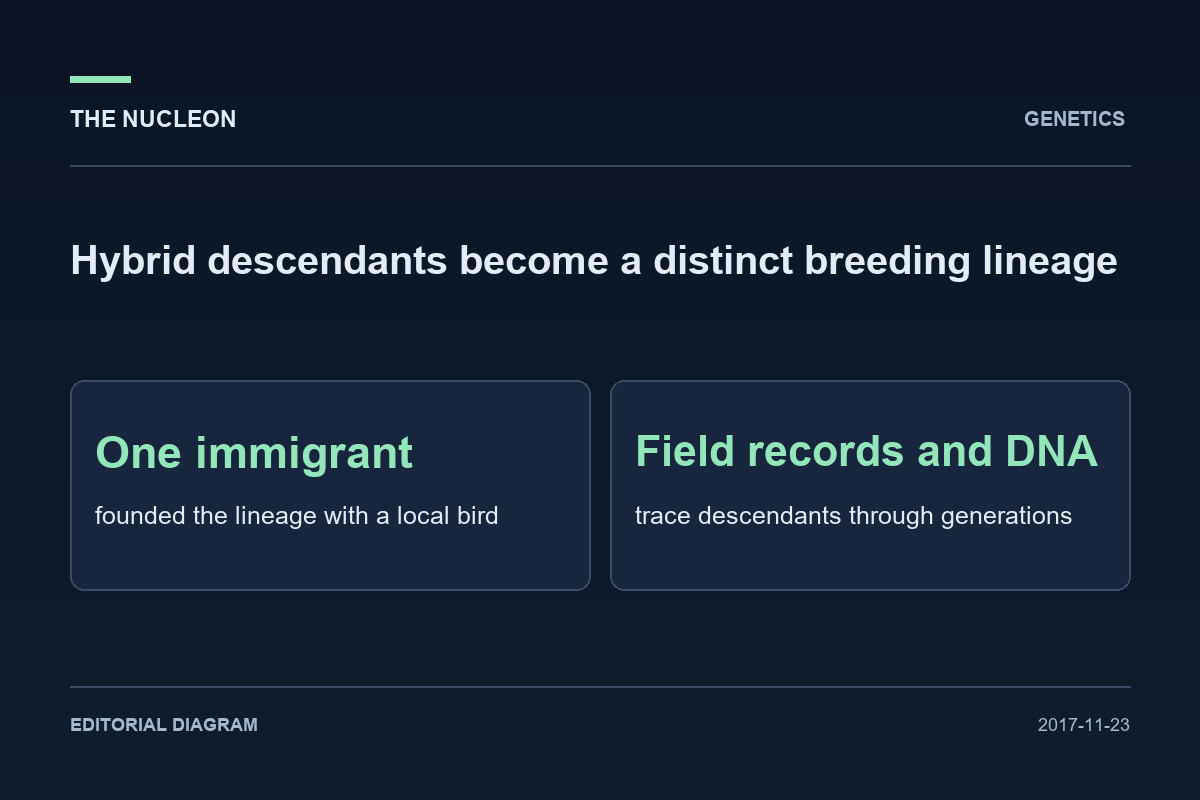 THE NUCLEON
GENETICS
Hybrid descendants become a distinct breeding lineage
One immigrant
founded the lineage with a local bird
Field records and DNA
trace descendants through generations
EDITORIAL DIAGRAM
2017-11-23